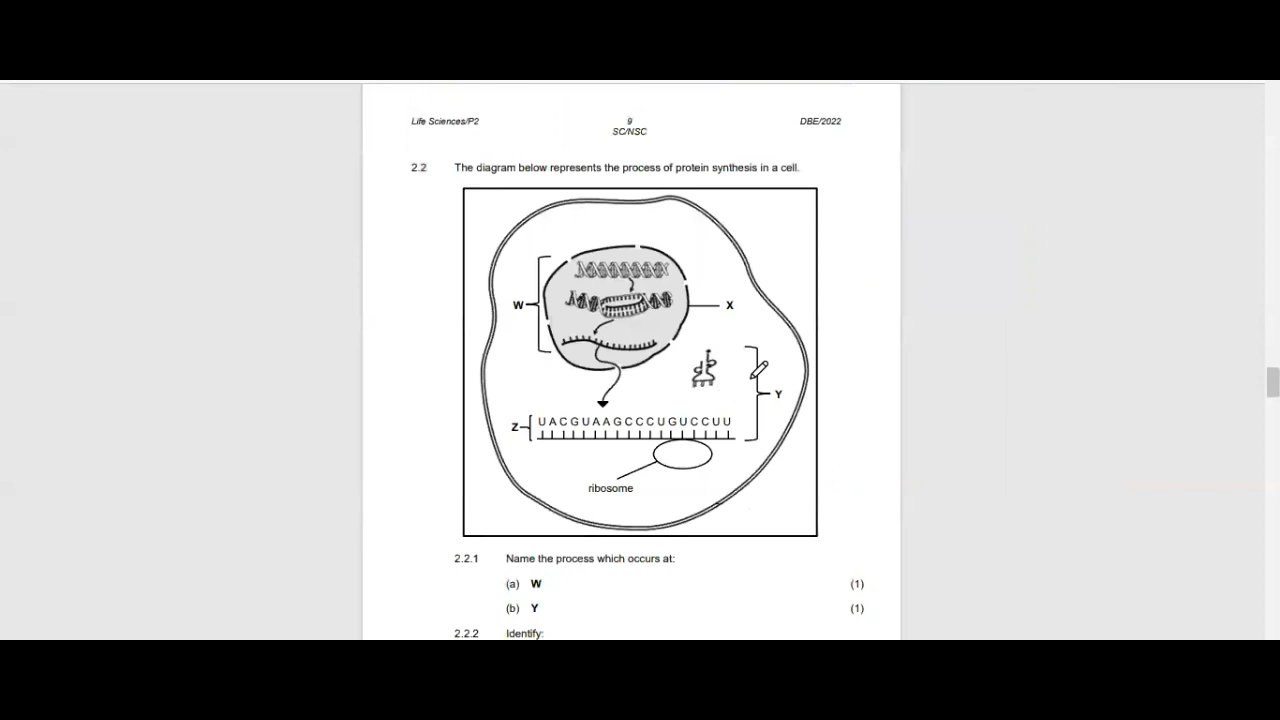 Life Sciences/P2 9 DBE/2022
SC/NSC
2.2 The diagram below represents the process of protein synthesis in a cell.
W
X
Y
Z
U A C G U A A G C C C U G U C C U U
ribosome
2.2.1 Name the process which occurs at:
(a) W (1)
(b) Y (1)
2.2.2 Identify: